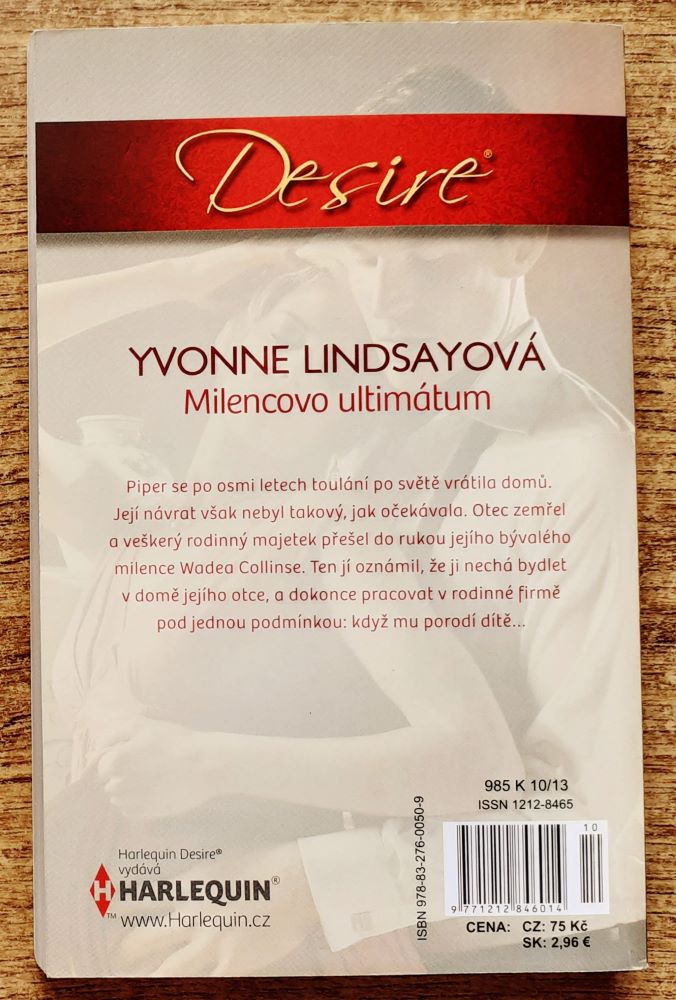 Desire®
YVONNE LINDSAYOVÁ
Milencovo ultimátum
Piper se po osmi letech toulání po světě vrátila domů.
Její návrat však nebyl takový, jak očekávala. Otec zemřel
a veškerý rodinný majetek přešel do rukou jejího bývalého
milence Wadea Collinse. Ten jí oznámil, že ji nechá bydlet
v domě jejího otce, a dokonce pracovat v rodinné firmě
pod jednou podmínkou: když mu porodí dítě...
985 K 10/13
ISSN 1212-8465
ISBN 978-83-276-0050-9
10
9 771212 846014
CENA: CZ: 75 Kč
SK: 2,96 €
Harlequin Desire®
vydává
H HARLEQUIN®
™ www.Harlequin.cz